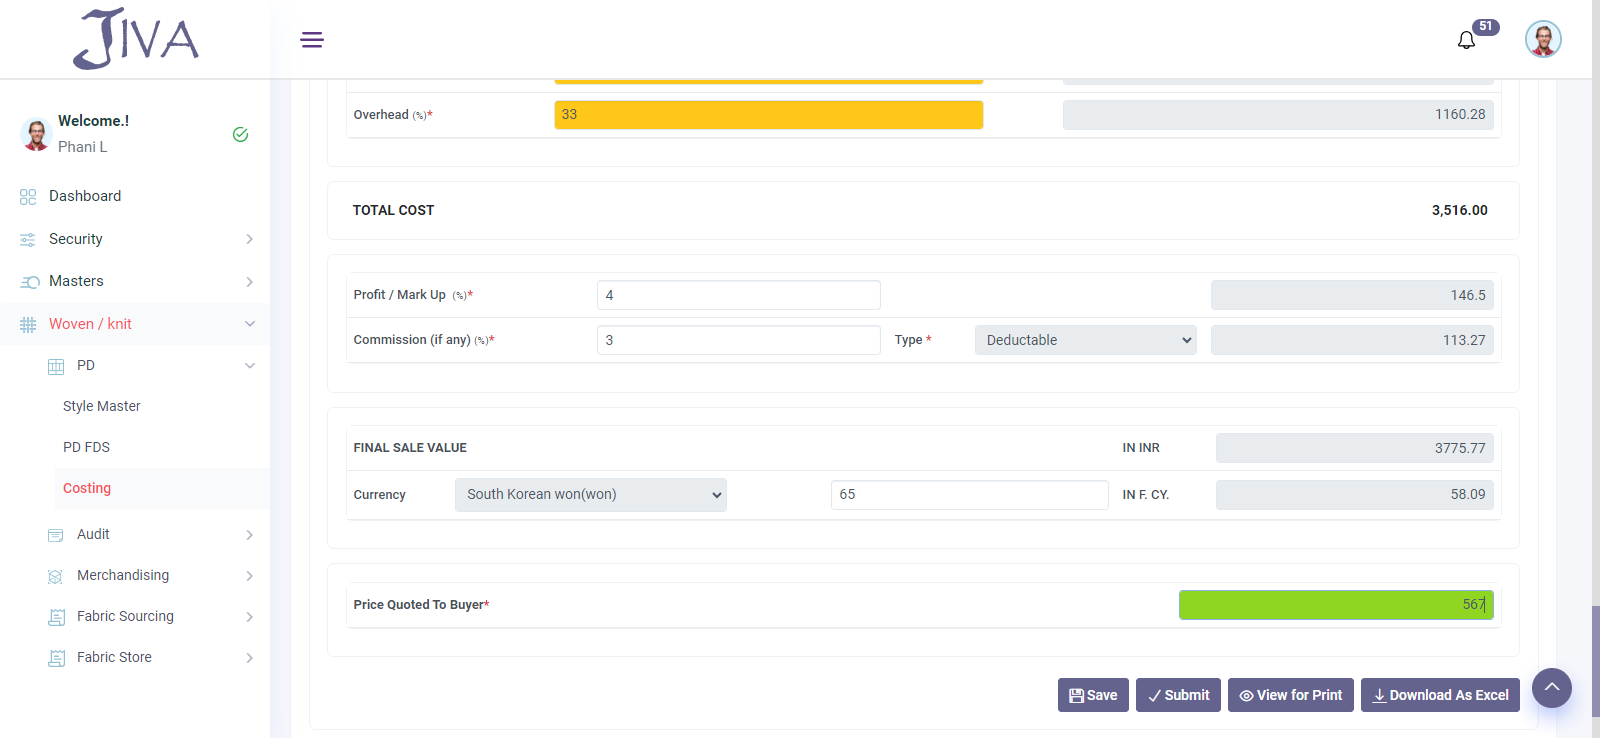 JIVA
51
Welcome.!
Phani L
Dashboard
Security
Masters
Woven / knit
PD
Style Master
PD FDS
Costing
Audit
Merchandising
Fabric Sourcing
Fabric Store
Overhead (%)* 33 1160.28
TOTAL COST 3,516.00
Profit / Mark Up (%)* 4 146.5
Commission (if any) (%)* 3 Type * Deductable 113.27
FINAL SALE VALUE IN INR 3775.77
Currency South Korean won(won) 65 IN F. CY. 58.09
Price Quoted To Buyer* 567
Save Submit View for Print Download As Excel